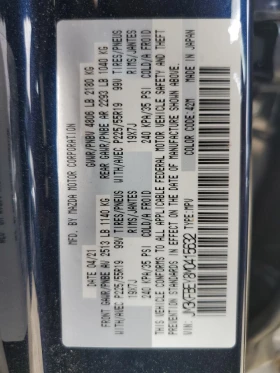 MFD. BY: MAZDA MOTOR CORPORATION
04/21 GVWR/PNBV 4806 LB 2180 KG
FRONT GAWR/PNBE AV 2513 LB 1140 KG REAR GAWR/PNBE AR 2293 LB 1040 KG
WITH/AVEC P225/55R19 99V TIRES/PNEUS WITH/AVEC P225/55R19 99V TIRES/PNEUS
19X7J RIMS/JANTES 19X7J RIMS/JANTES
240 KPA/35 PSI COLD/A FROID 240 KPA/35 PSI COLD/A FROID
THIS VEHICLE CONFORMS TO ALL APPLICABLE FEDERAL MOTOR VEHICLE SAFETY AND THEFT
PREVENTION STANDARDS IN EFFECT ON THE DATE OF MANUFACTURE SHOWN ABOVE.
TYPE: MPV COLOR CODE: 42M MADE IN JAPAN